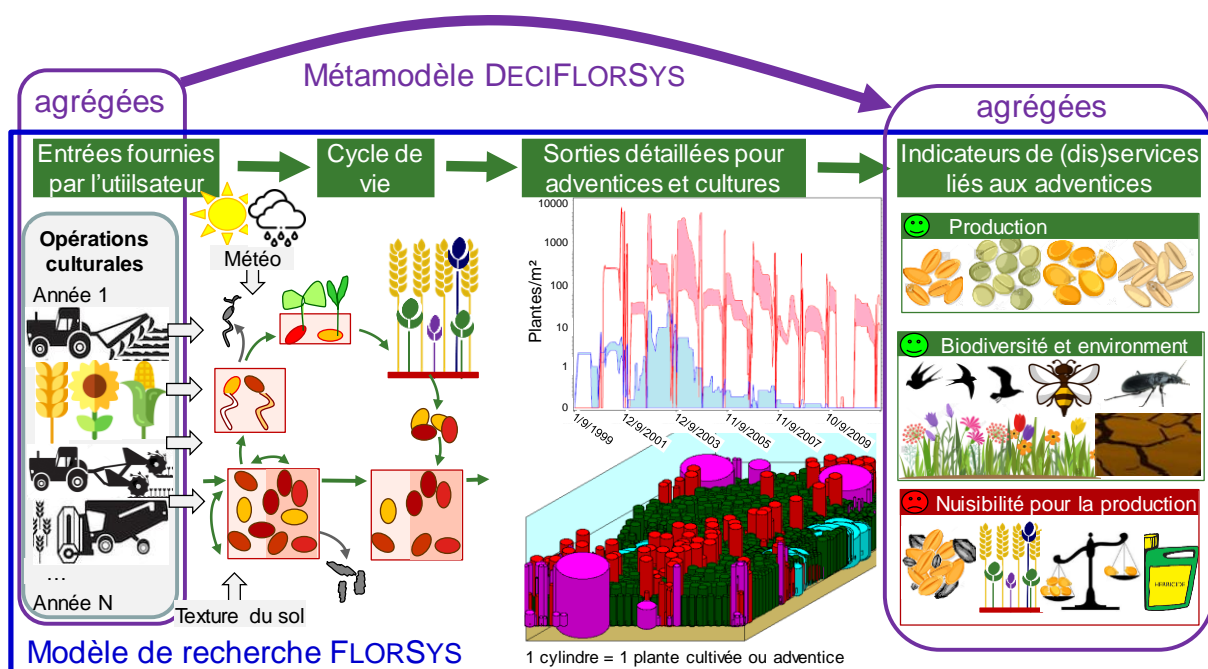 Métamodèle DECIFLORSYS
agrégées
agrégées
Entrées fournies
par l'utiilsateur
Cycle de
vie
Sorties détaillées pour
adventices et cultures
Indicateurs de (dis)services
liés aux adventices
Opérations
culturales
Année 1
…
Année N
Météo
Texture du sol
Plantes/m²
10000
1000
100
10
1
0
1/9/1999
12/9/2001
12/9/2003
11/9/2005
11/9/2007
10/9/2009
1 cylindre = 1 plante cultivée ou adventice
Production
Biodiversité et environment
Nuisibilité pour la production
HERBICIDE
Modèle de recherche FLORSYS